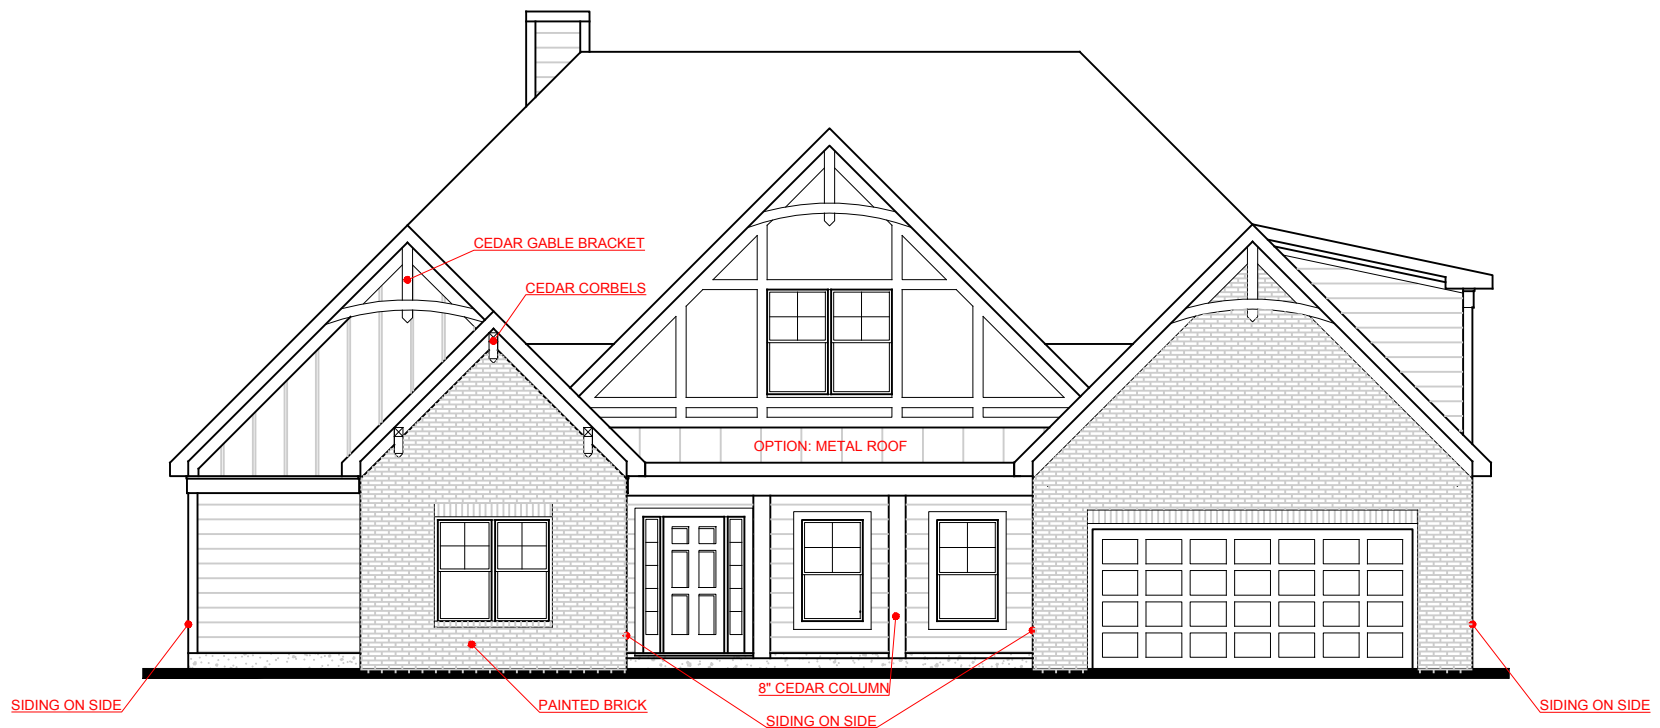 CEDAR GABLE BRACKET
CEDAR CORBELS
OPTION: METAL ROOF
8" CEDAR COLUMN
SIDING ON SIDE
PAINTED BRICK
SIDING ON SIDE
SIDING ON SIDE